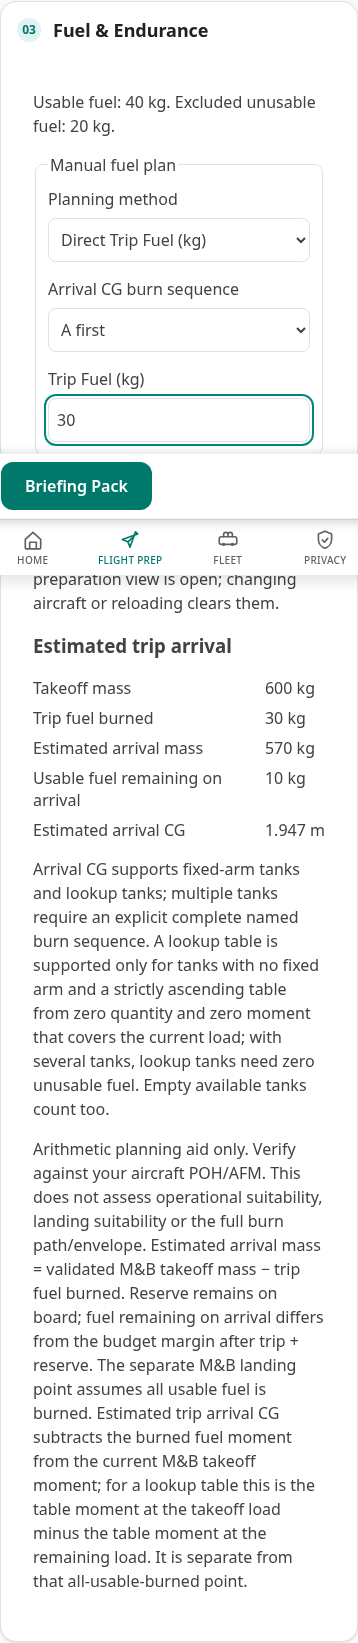 03 Fuel & Endurance
Usable fuel: 40 kg. Excluded unusable
fuel: 20 kg.
Manual fuel plan
Planning method
Direct Trip Fuel (kg)
Arrival CG burn sequence
A first
Trip Fuel (kg)
30
Briefing Pack
HOME FLIGHT PREP FLEET PRIVACY
preparation view is open; changing
aircraft or reloading clears them.
Estimated trip arrival
Takeoff mass 600 kg
Trip fuel burned 30 kg
Estimated arrival mass 570 kg
Usable fuel remaining on 10 kg
arrival
Estimated arrival CG 1.947 m
Arrival CG supports fixed-arm tanks
and lookup tanks; multiple tanks
require an explicit complete named
burn sequence. A lookup table is
supported only for tanks with no fixed
arm and a strictly ascending table
from zero quantity and zero moment
that covers the current load; with
several tanks, lookup tanks need zero
unusable fuel. Empty available tanks
count too.
Arithmetic planning aid only. Verify
against your aircraft POH/AFM. This
does not assess operational suitability,
landing suitability or the full burn
path/envelope. Estimated arrival mass
= validated M&B takeoff mass − trip
fuel burned. Reserve remains on
board; fuel remaining on arrival differs
from the budget margin after trip +
reserve. The separate M&B landing
point assumes all usable fuel is
burned. Estimated trip arrival CG
subtracts the burned fuel moment
from the current M&B takeoff
moment; for a lookup table this is the
table moment at the takeoff load
minus the table moment at the
remaining load. It is separate from
that all-usable-burned point.